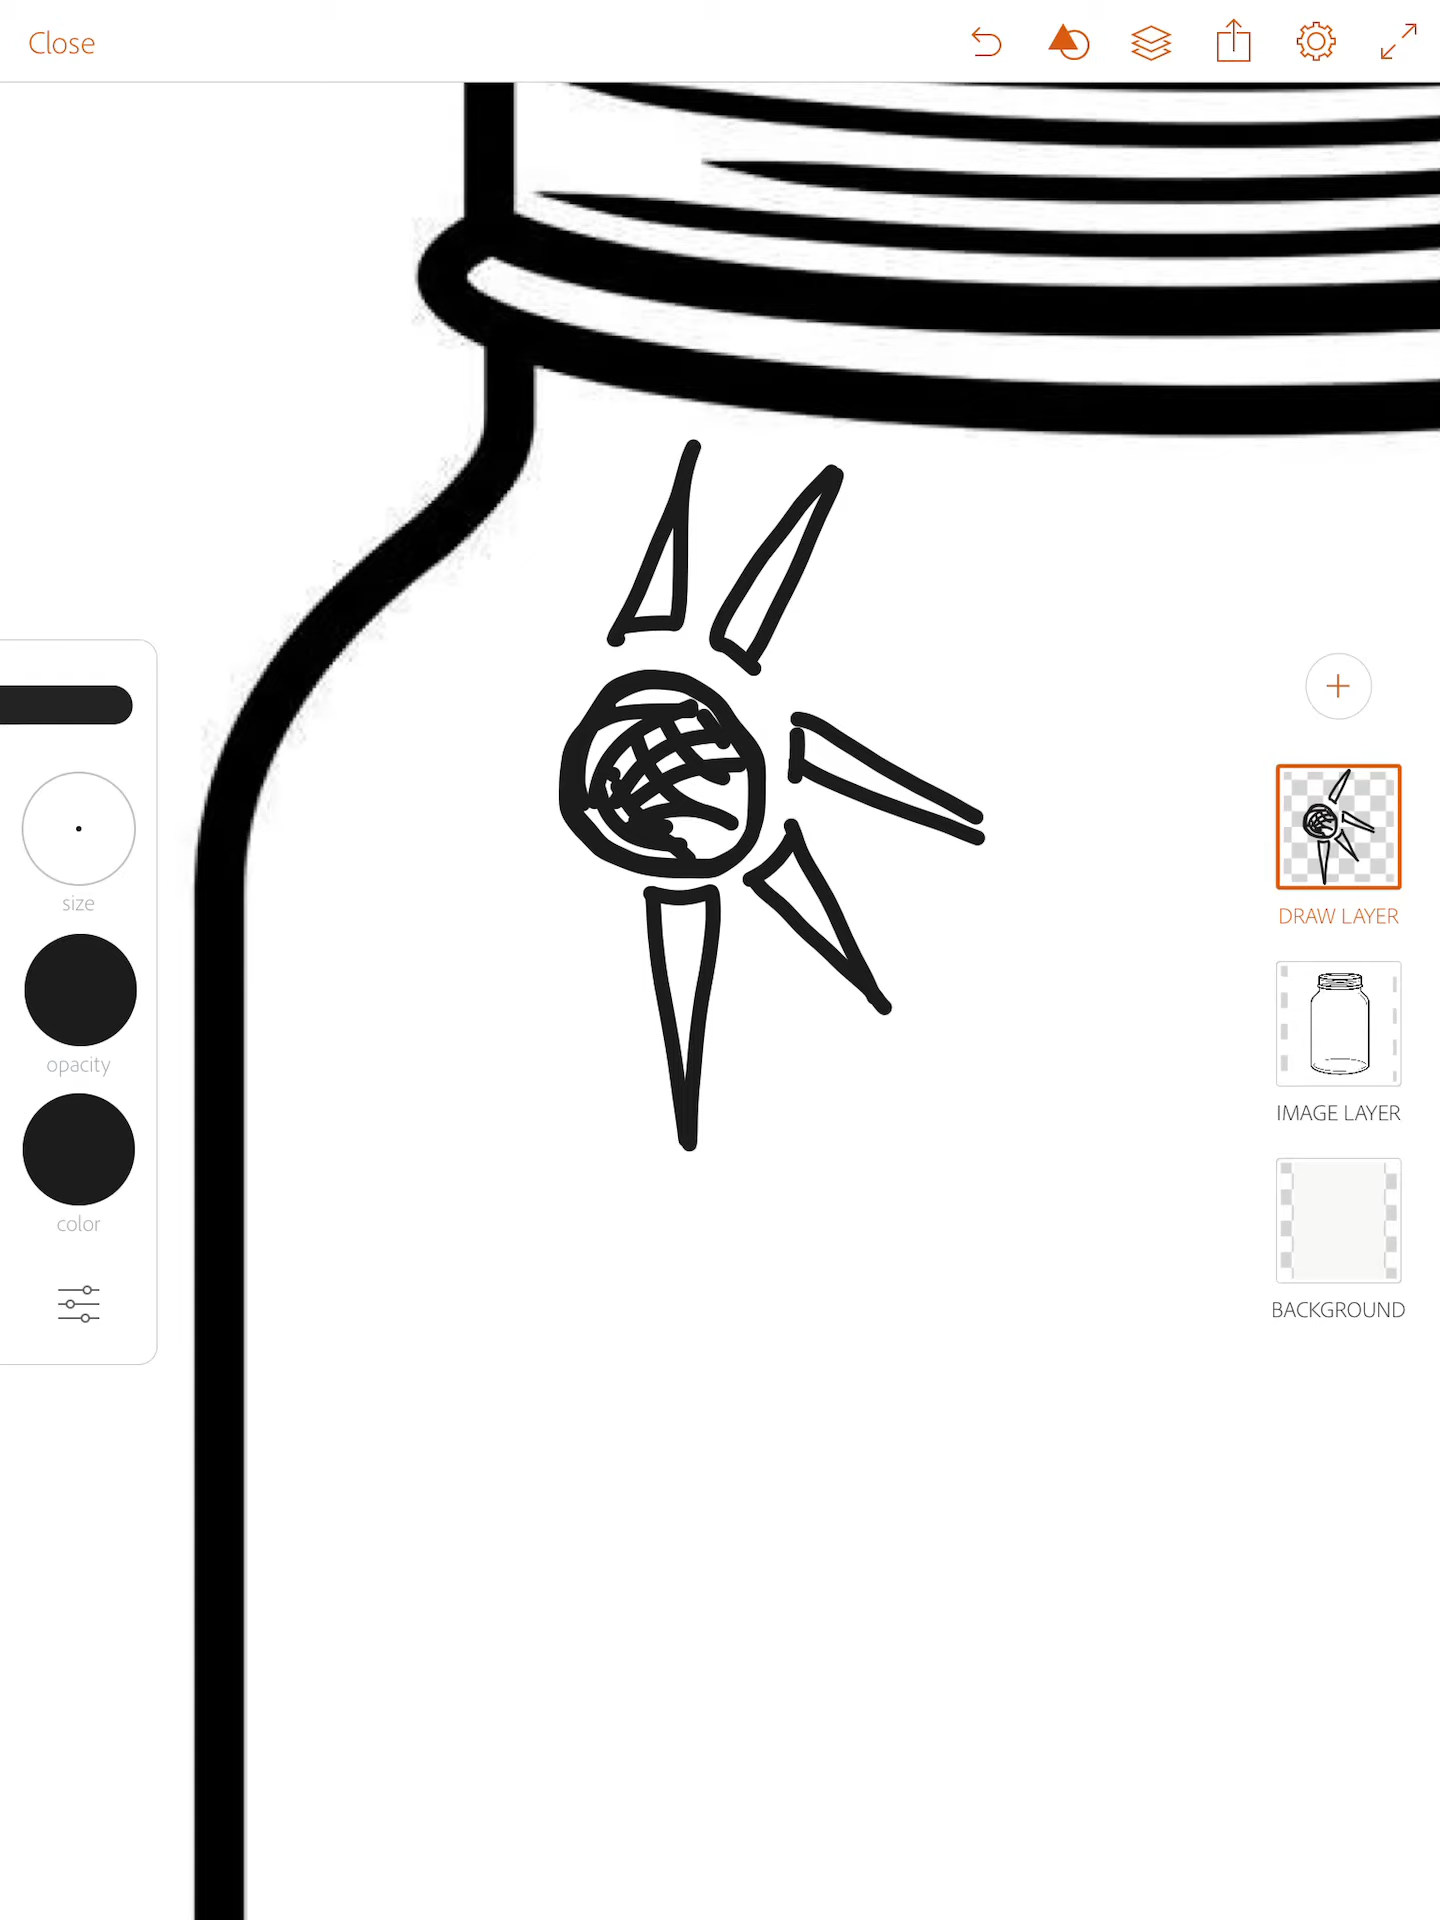 Close
size
opacity
color
DRAW LAYER
IMAGE LAYER
BACKGROUND